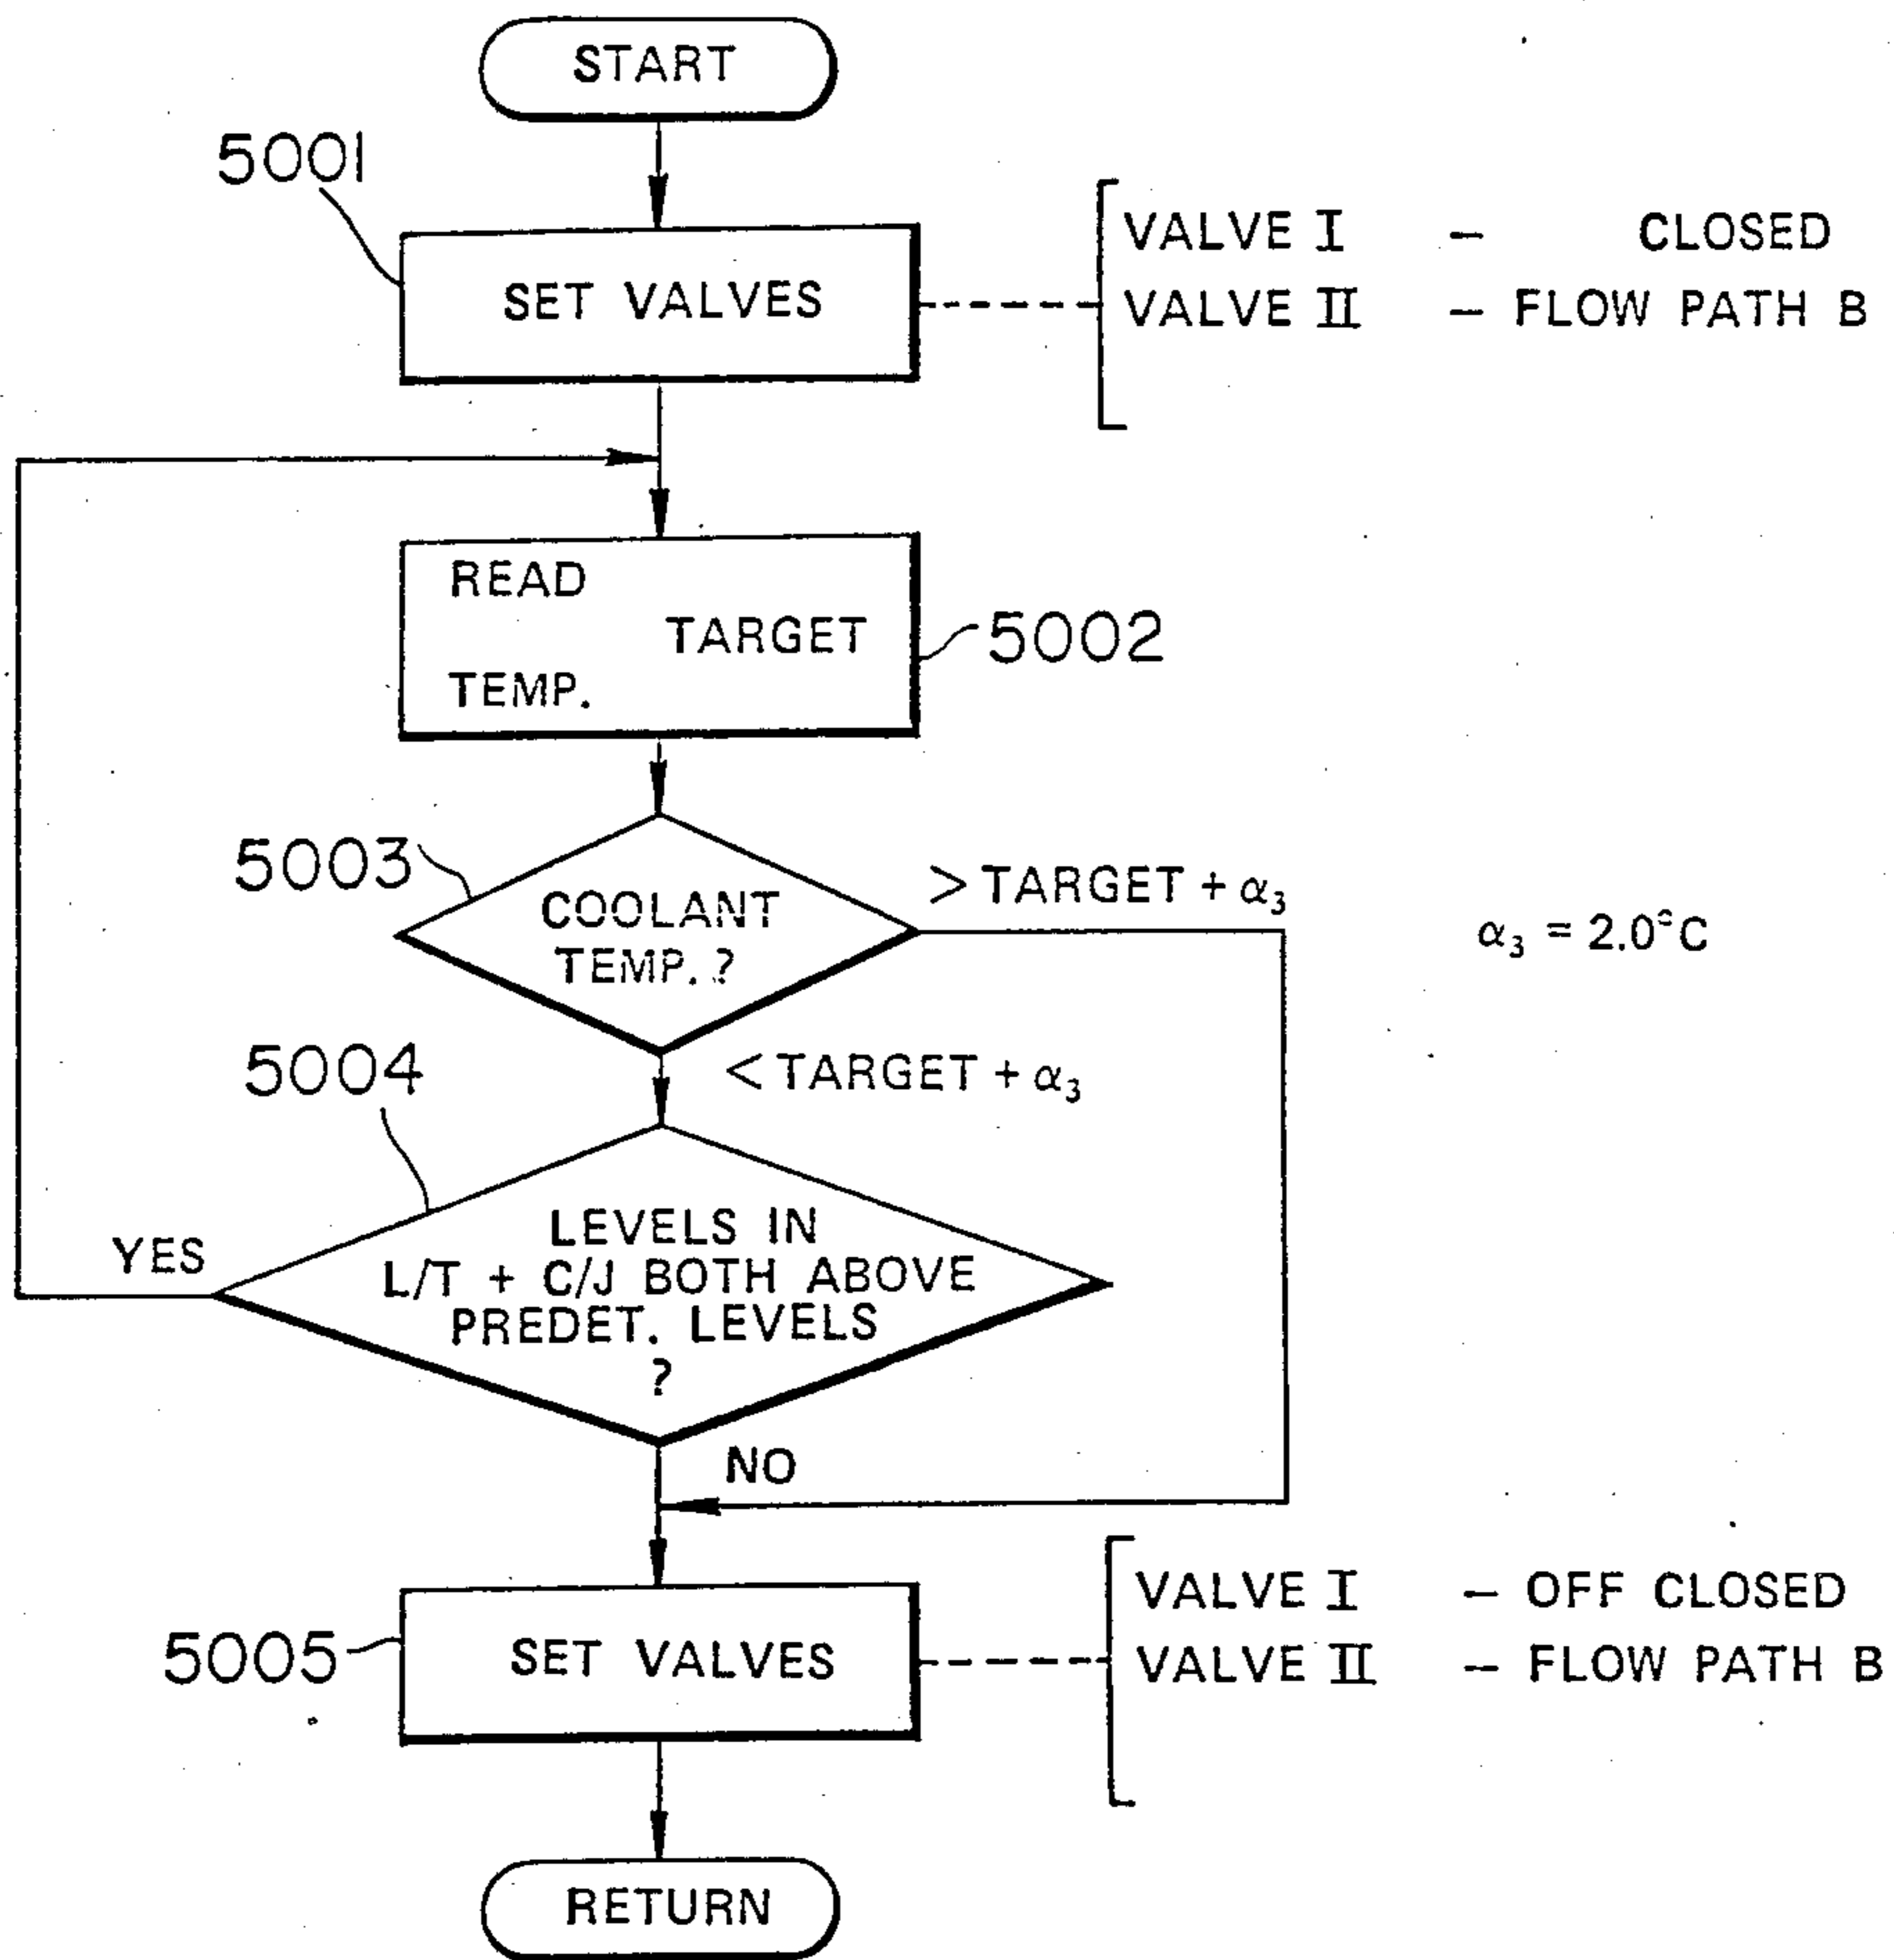 START
5001
SET VALVES
VALVE I - CLOSED
VALVE II - FLOW PATH B
READ
TARGET
TEMP.
5002
5003
COOLANT
TEMP. ?
> TARGET + α₃
α₃ = 2.0°C
< TARGET + α₃
5004
LEVELS IN
L/T + C/J BOTH ABOVE
PREDET. LEVELS
?
YES
NO
5005
SET VALVES
VALVE I - OFF CLOSED
VALVE II - FLOW PATH B
RETURN